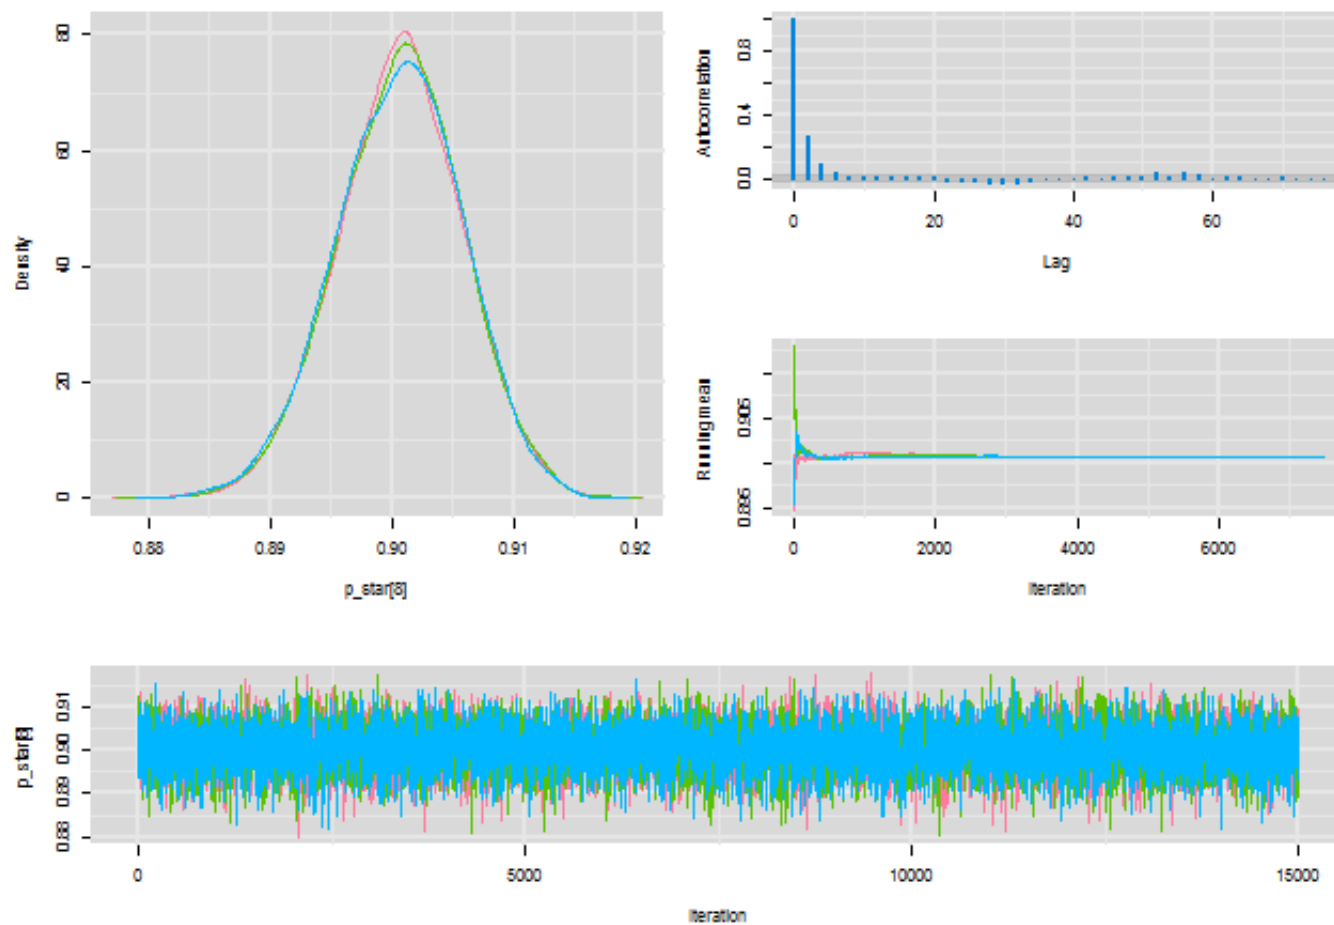 Density
80
60
40
20
0
0.88 0.89 0.90 0.91 0.92
p_star[8]
Autocorrelation
0.8
0.4
0.0
0 20 40 60
Lag
Running mean
0.905
0.895
0 2000 4000 6000
Iteration
p_star[8]
0.91
0.90
0.89
0.88
0 5000 10000 15000
Iteration